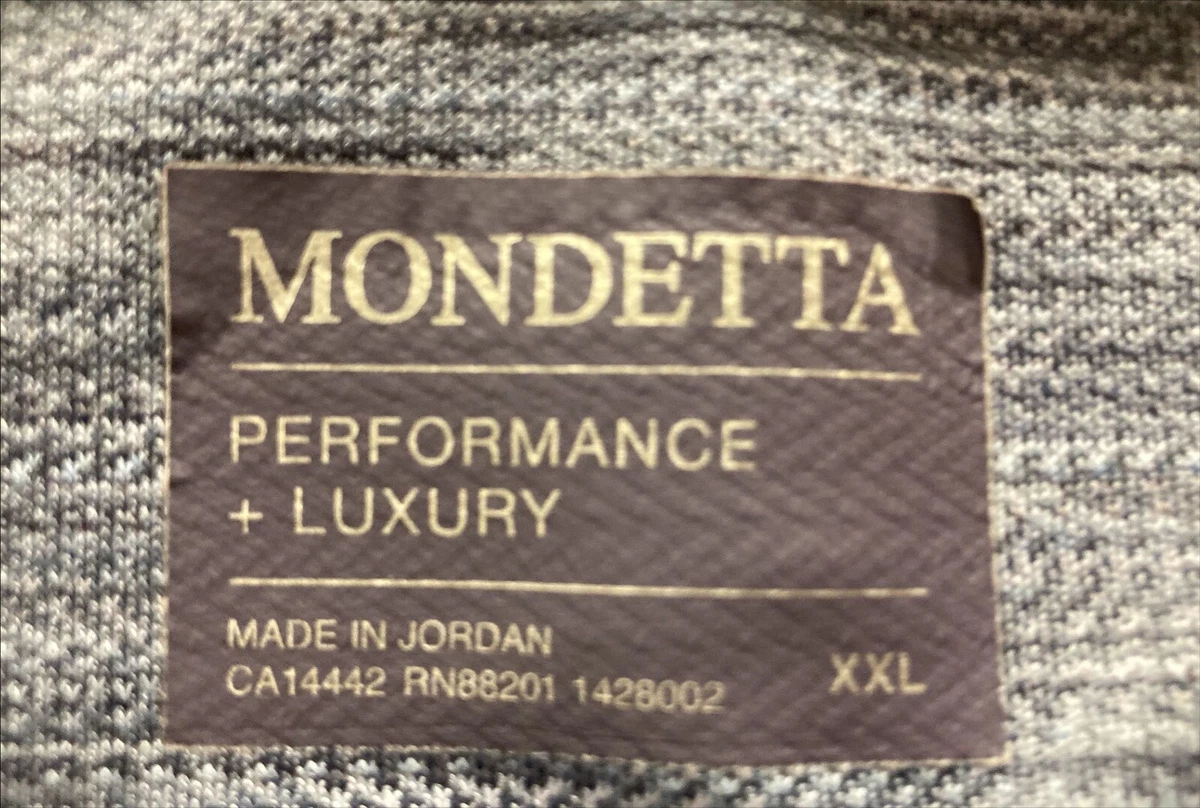 MONDETTA
PERFORMANCE
+ LUXURY
MADE IN JORDAN
CA14442 RN88201 1428002
XXL